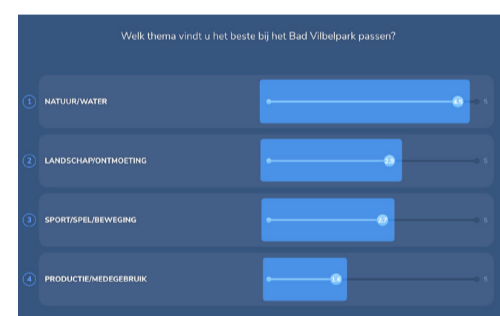 Welk thema vindt u het beste bij het Bad Vilbelpark passen?
1 NATUUR/WATER 5
2 LANDSCHAP/ONTMOETING 5
3 SPORT/SPEL/BEWEGING 5
4 PRODUCTIE/MEDEGEBRUIK 5